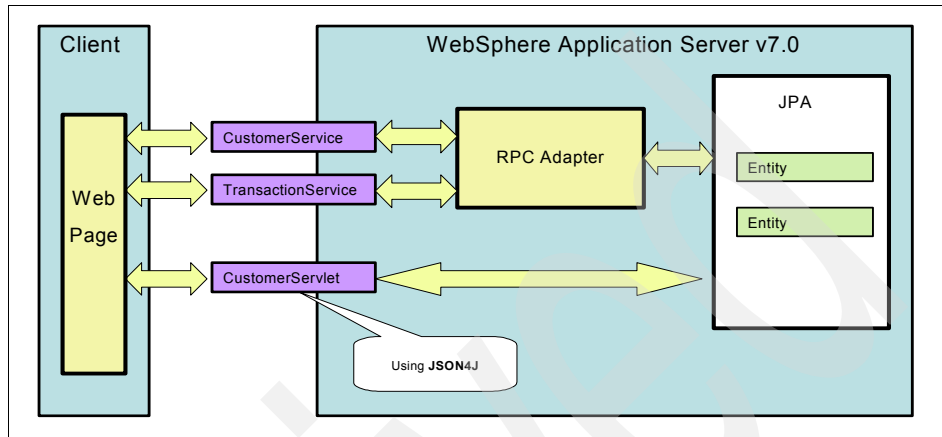 Client
WebSphere Application Server v7.0
JPA
CustomerService
RPC Adapter
Entity
TransactionService
Web
Page
Entity
CustomerServlet
Using JSON4J